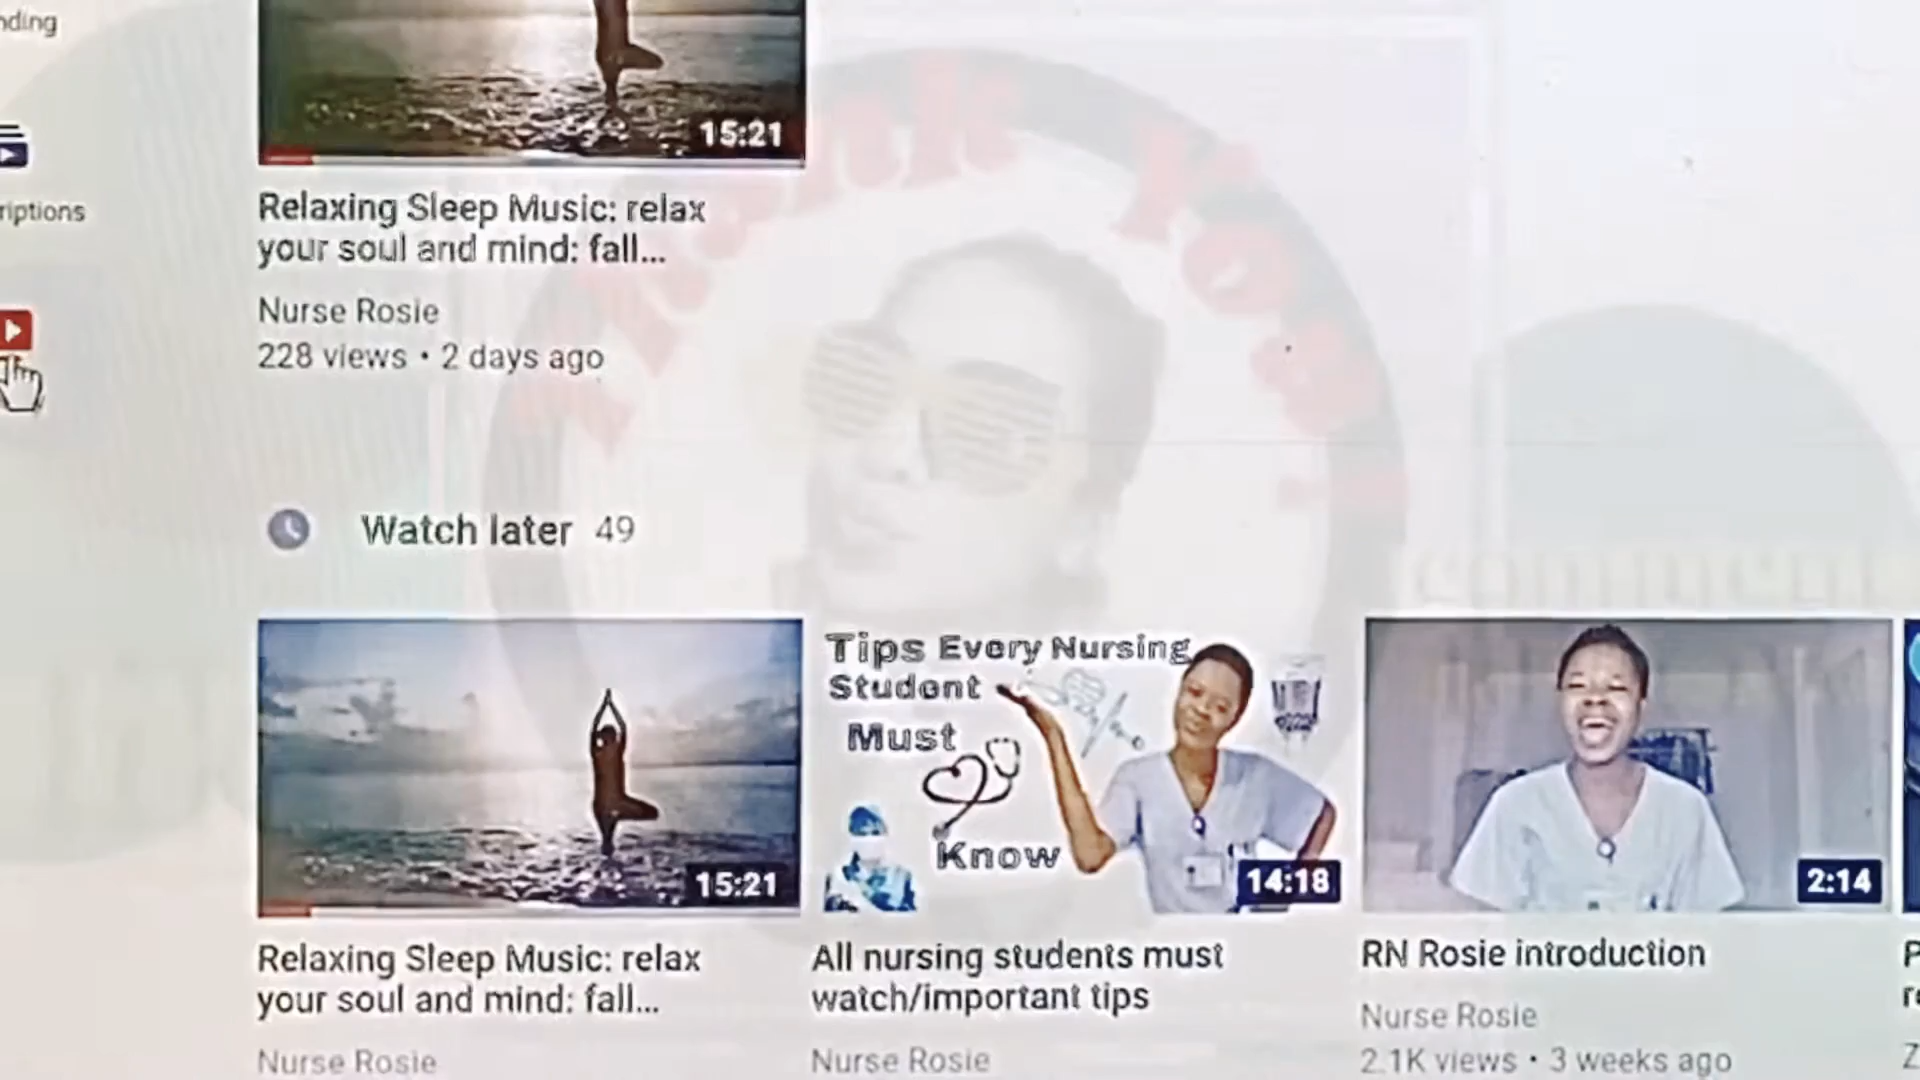 nding
15:21
riptions
Relaxing Sleep Music: relax
your soul and mind: fall...
Nurse Rosie
228 views • 2 days ago
Thank You
Watch later 49
Tips Every Nursing
Student
Must
Know
15:21
14:18
2:14
Relaxing Sleep Music: relax
your soul and mind: fall...
Nurse Rosie
All nursing students must
watch/important tips
Nurse Rosie
RN Rosie introduction
Nurse Rosie
2.1K views • 3 weeks ago